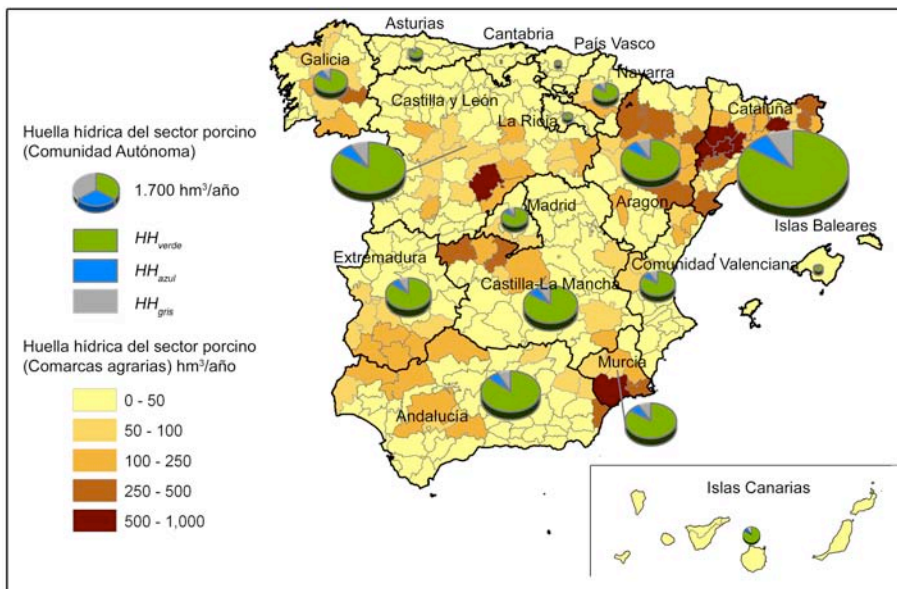 Huella hídrica del sector porcino
(Comunidad Autónoma)
1.700 hm³/año
HHverde
HHazul
HHgris
Huella hídrica del sector porcino
(Comarcas agrarias) hm³/año
0 - 50
50 - 100
100 - 250
250 - 500
500 - 1,000
Asturias
Cantabria
País Vasco
Galicia
Navarra
Castilla y León
Cataluña
La Rioja
Madrid
Aragon
Islas Baleares
Extremadura
Comunidad Valenciana
Castilla-La Mancha
Murcia
Andalucía
Islas Canarias